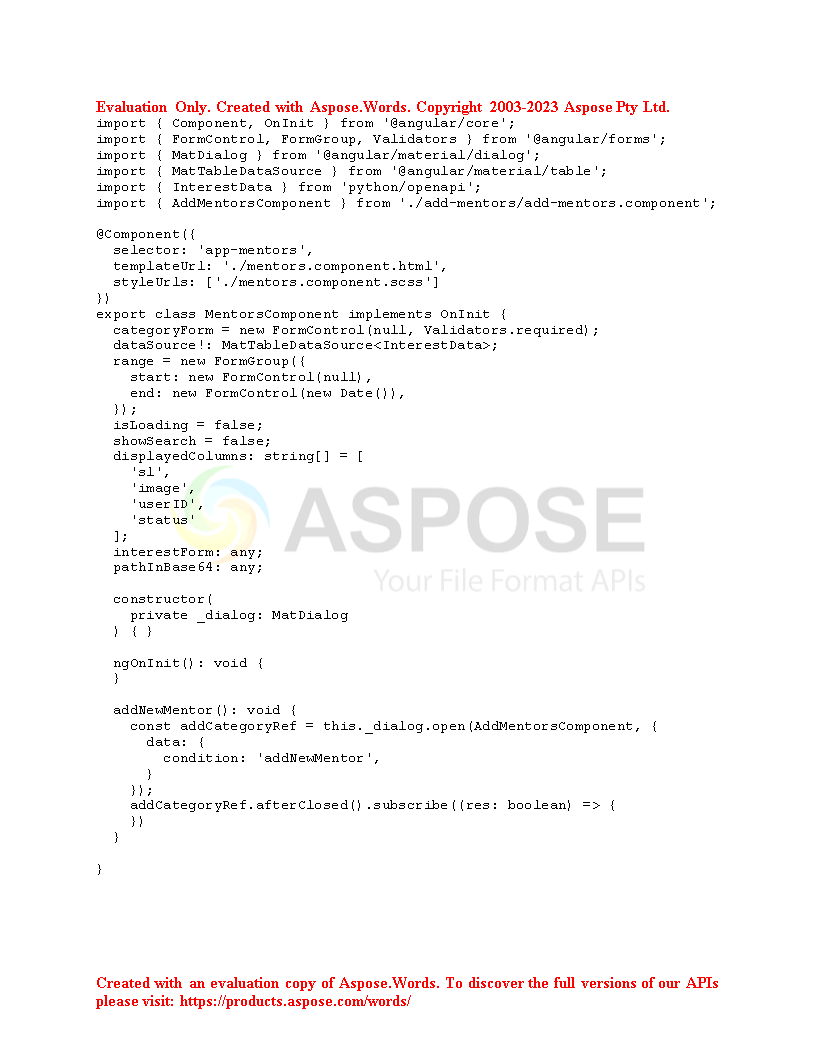 Evaluation Only. Created with Aspose.Words. Copyright 2003-2023 Aspose Pty Ltd.
import { Component, OnInit } from '@angular/core';
import { FormControl, FormGroup, Validators } from '@angular/forms';
import { MatDialog } from '@angular/material/dialog';
import { MatTableDataSource } from '@angular/material/table';
import { InterestData } from 'python/openapi';
import { AddMentorsComponent } from './add-mentors/add-mentors.component';

@Component({
  selector: 'app-mentors',
  templateUrl: './mentors.component.html',
  styleUrls: ['./mentors.component.scss']
})
export class MentorsComponent implements OnInit {
  categoryForm = new FormControl(null, Validators.required);
  dataSource!: MatTableDataSource<InterestData>;
  range = new FormGroup({
    start: new FormControl(null),
    end: new FormControl(new Date()),
  });
  isLoading = false;
  showSearch = false;
  displayedColumns: string[] = [
    'sl',
    'image',
    'userID',
    'status'
  ];
  interestForm: any;
  pathInBase64: any;
ASPOSE
Your File Format APIs

  constructor(
    private _dialog: MatDialog
  ) { }

  ngOnInit(): void {
  }

  addNewMentor(): void {
    const addCategoryRef = this._dialog.open(AddMentorsComponent, {
      data: {
        condition: 'addNewMentor',
      }
    });
    addCategoryRef.afterClosed().subscribe((res: boolean) => {
    })
  }

}
Created with an evaluation copy of Aspose.Words. To discover the full versions of our APIs
please visit: https://products.aspose.com/words/